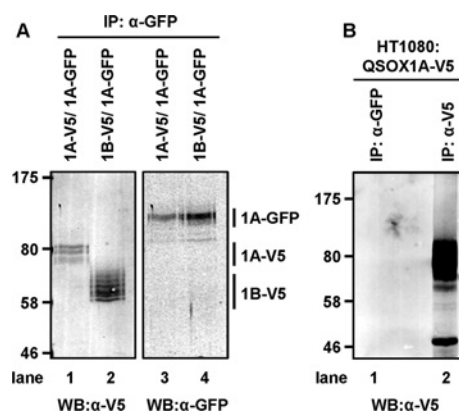 A
IP: α-GFP
1A-V5/ 1A-GFP
1B-V5/ 1A-GFP
1A-V5/ 1A-GFP
1B-V5/ 1A-GFP
175
80
58
46
1A-GFP
1A-V5
1B-V5
lane 1 2 3 4
WB:α-V5 WB:α-GFP
B
HT1080:
QSOX1A-V5
IP: α-GFP
IP: α-V5
175
80
58
46
lane 1 2
WB:α-V5